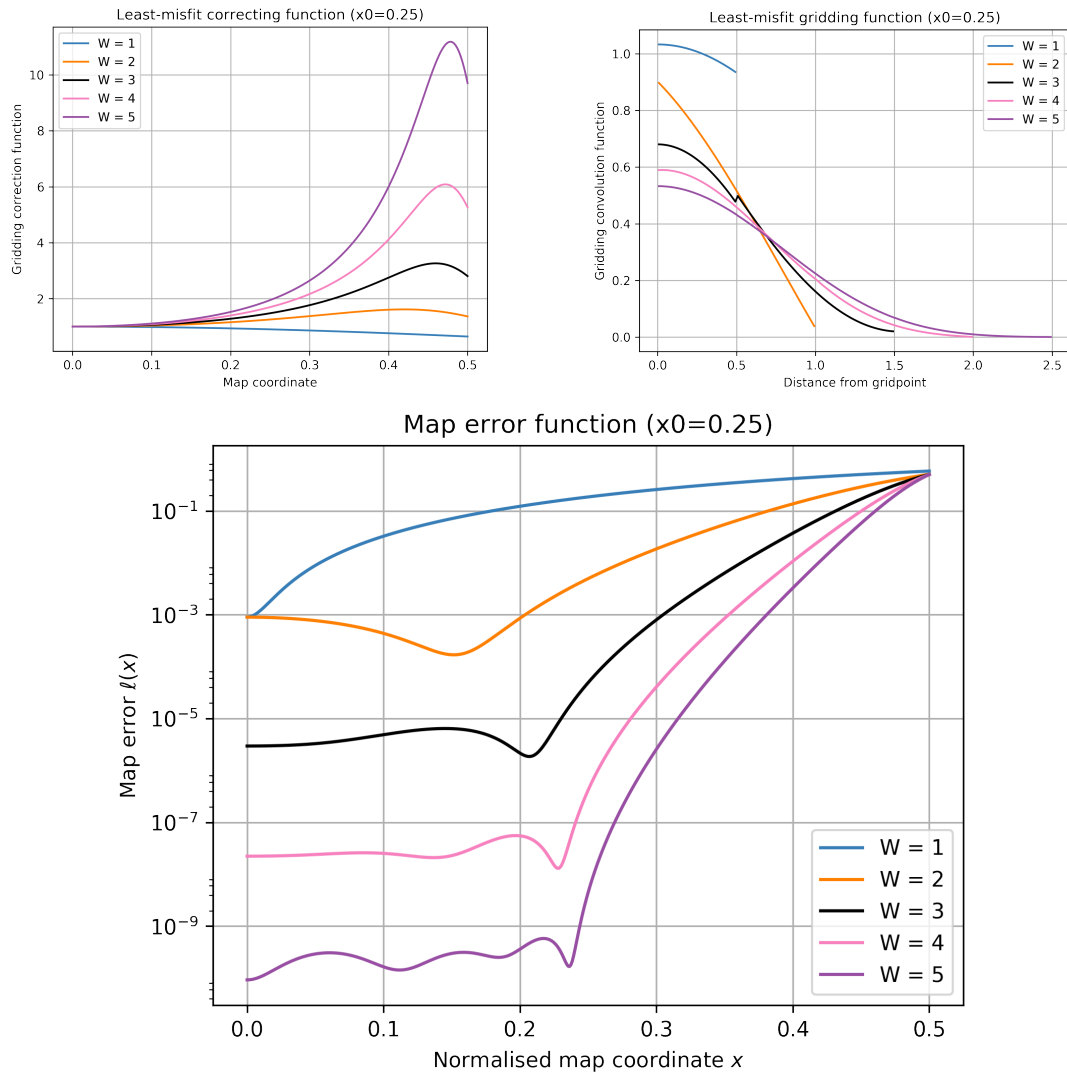 Least-misfit correcting function (x0=0.25)
Gridding correction function
10
8
6
4
2
W = 1
W = 2
W = 3
W = 4
W = 5
0.0 0.1 0.2 0.3 0.4 0.5
Map coordinate
Least-misfit gridding function (x0=0.25)
Gridding convolution function
1.0
0.8
0.6
0.4
0.2
0.0
W = 1
W = 2
W = 3
W = 4
W = 5
0.0 0.5 1.0 1.5 2.0 2.5
Distance from gridpoint
Map error function (x0=0.25)
Map error ℓ(x)
10⁻¹
10⁻³
10⁻⁵
10⁻⁷
10⁻⁹
W = 1
W = 2
W = 3
W = 4
W = 5
0.0 0.1 0.2 0.3 0.4 0.5
Normalised map coordinate x